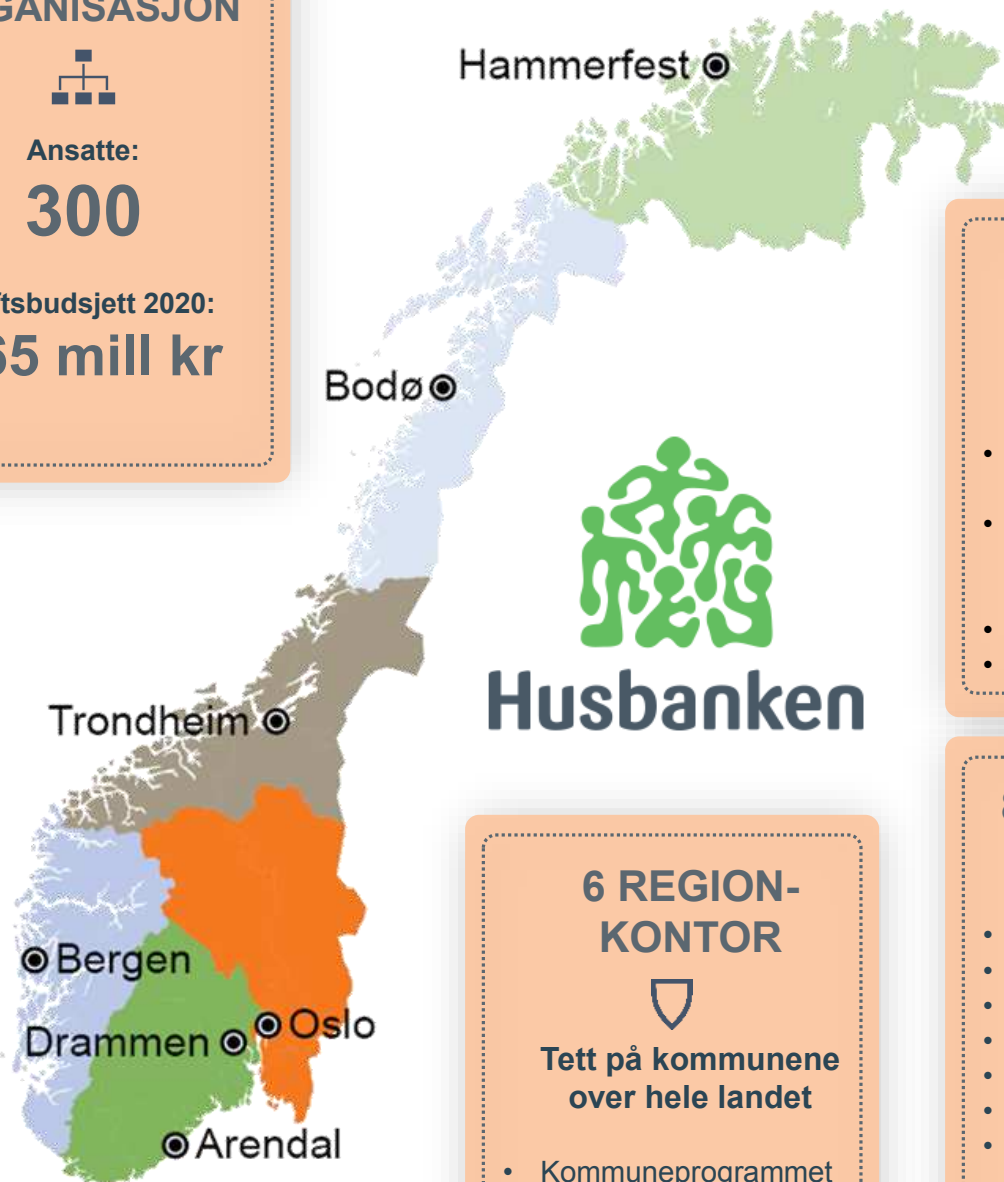 Ansatte:
300
2020:
mill kr
Hammerfest
Bodø
Trondheim
Bergen
Drammen
Oslo
Arendal
Husbanken
6 REGION-
KONTOR
Tett på kommunene
over hele landet
• Kommuneprogrammet